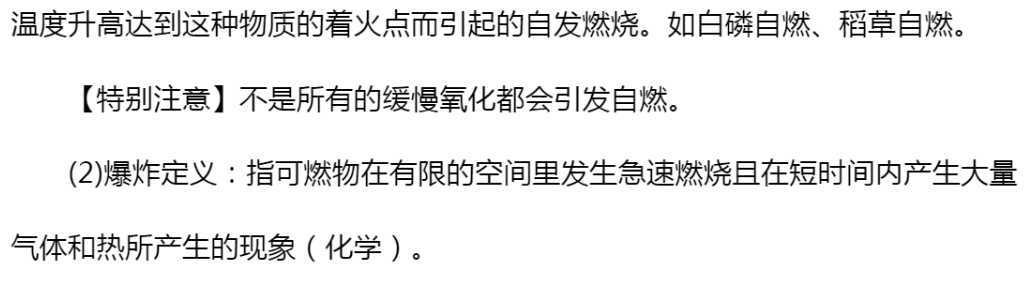 温度升高达到这种物质的着火点而引起的自发燃烧。如白磷自燃、稻草自燃。
【特别注意】不是所有的缓慢氧化都会引发自燃。
(2)爆炸定义：指可燃物在有限的空间里发生急速燃烧且在短时间内产生大量
气体和热所产生的现象（化学）。